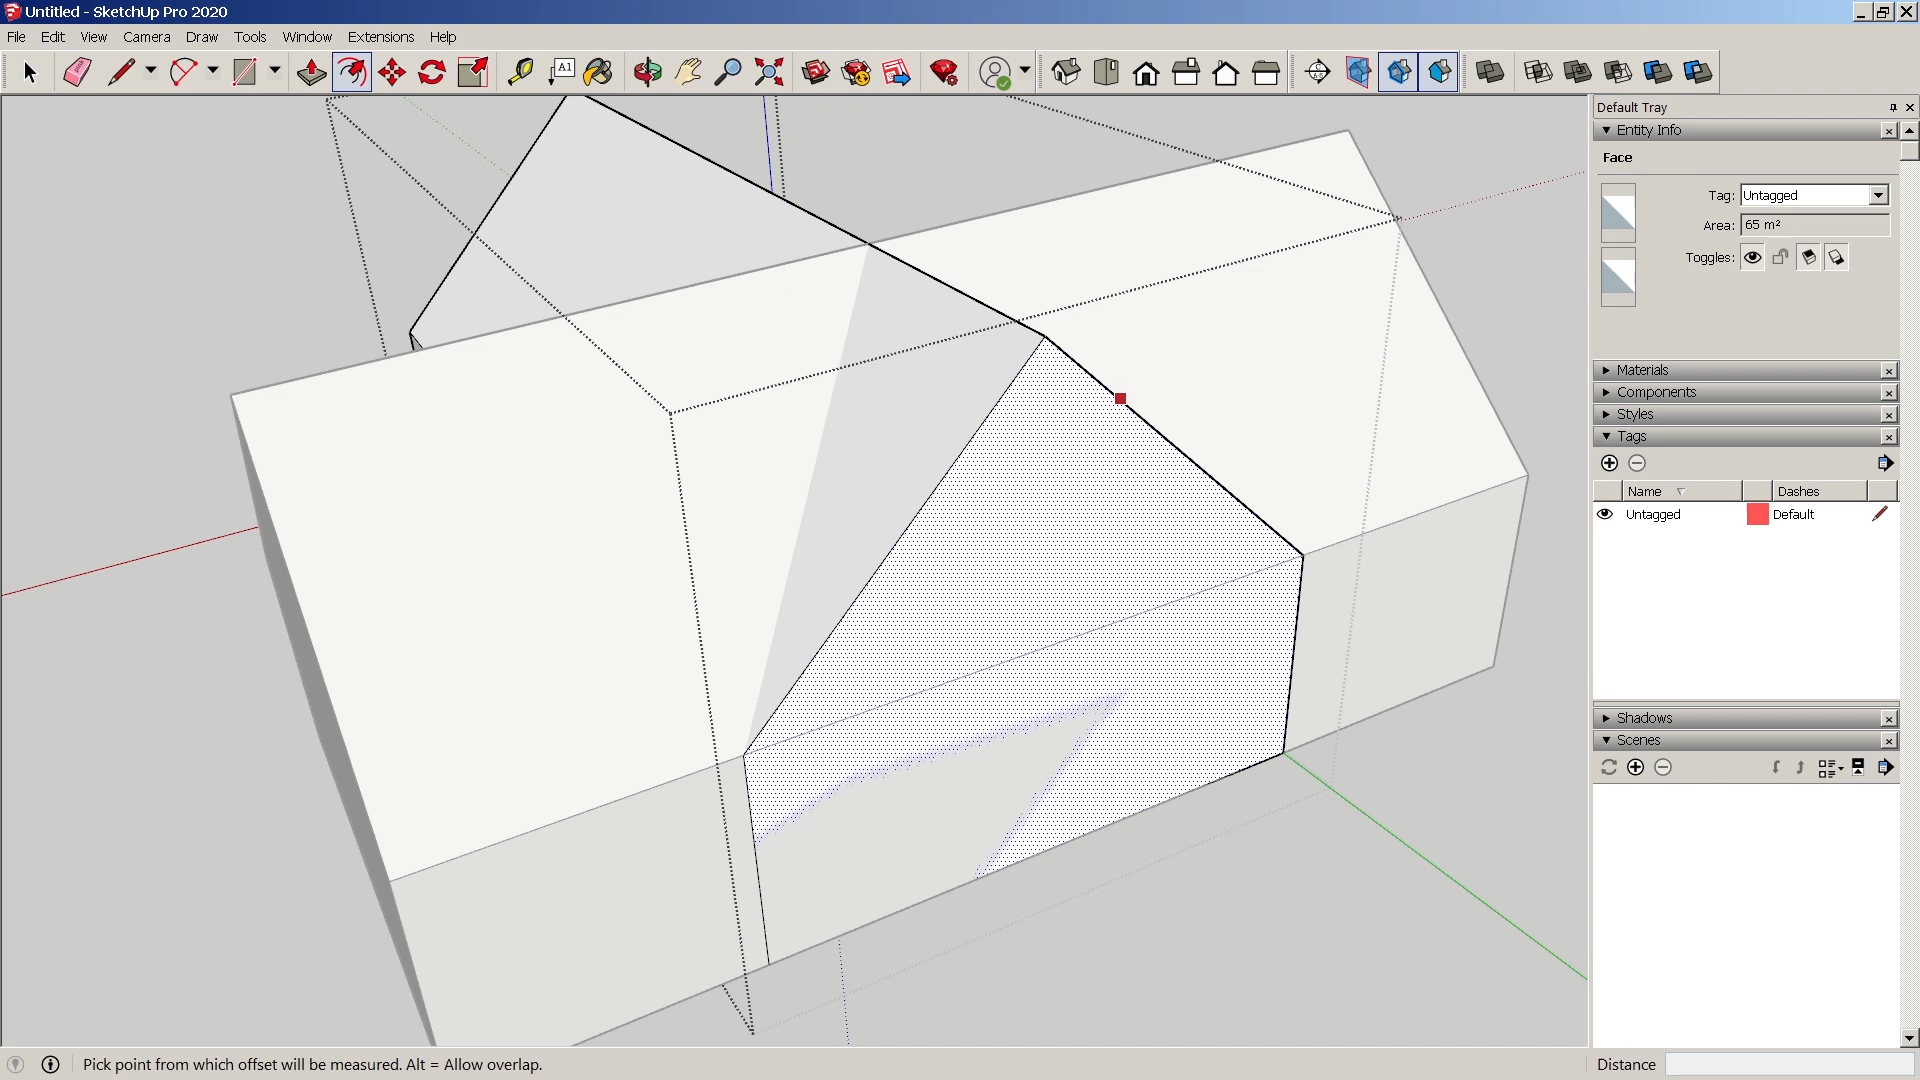 Untitled - SketchUp Pro 2020
File Edit View Camera Draw Tools Window Extensions Help
A1
Default Tray
Entity Info
Face
Tag: Untagged
Area: 65 m²
Toggles:
Materials
Components
Styles
Tags
Name Dashes
Untagged Default
Shadows
Scenes
Pick point from which offset will be measured. Alt = Allow overlap.
Distance